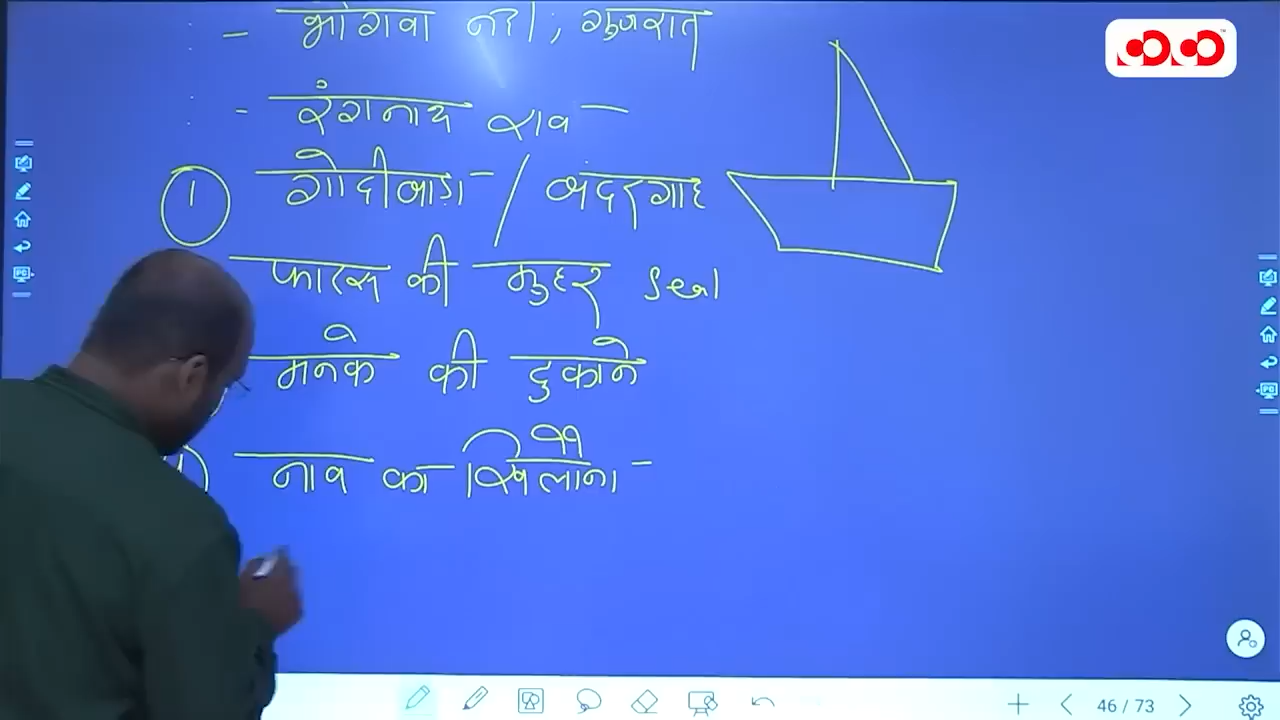 - भोगवा नदी, गुजरात
- रंगनाथ राव
1 गोदीवाड़ा / बंदरगाह
फारस की मुहर seal
मनके की दुकाने
नाव का खिलौना
46 / 73